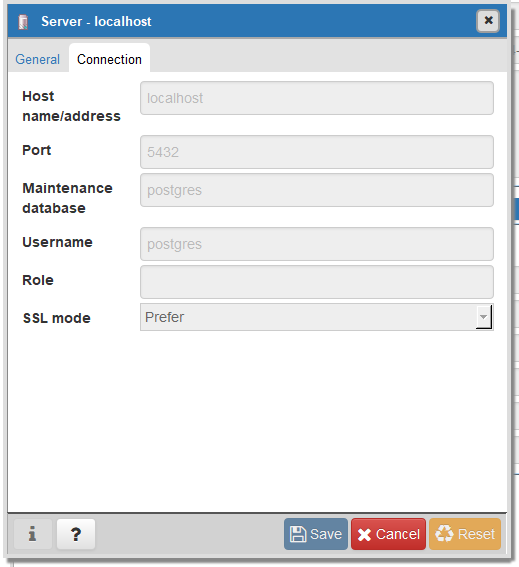 Server - localhost
General
Connection
Host
name/address
localhost
Port
5432
Maintenance
database
postgres
Username
postgres
Role
SSL mode
Prefer
i
?
Save
Cancel
Reset